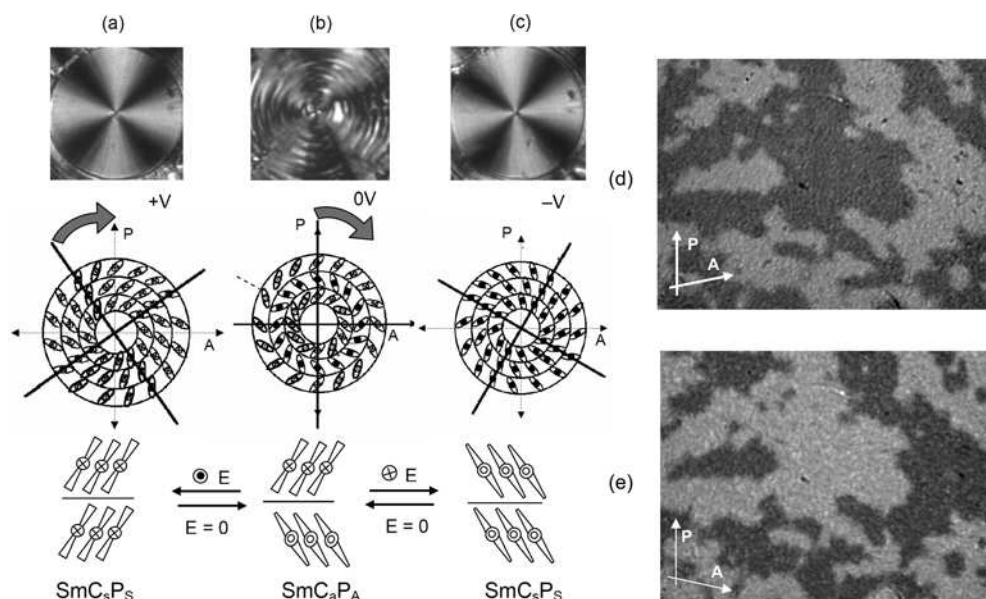 (a)
(b)
(c)
+V
0V
–V
P
A
P
A
P
A
E
E = 0
E
E = 0
SmCsPS
SmCaPA
SmCsPS
(d)
P
A
(e)
P
A